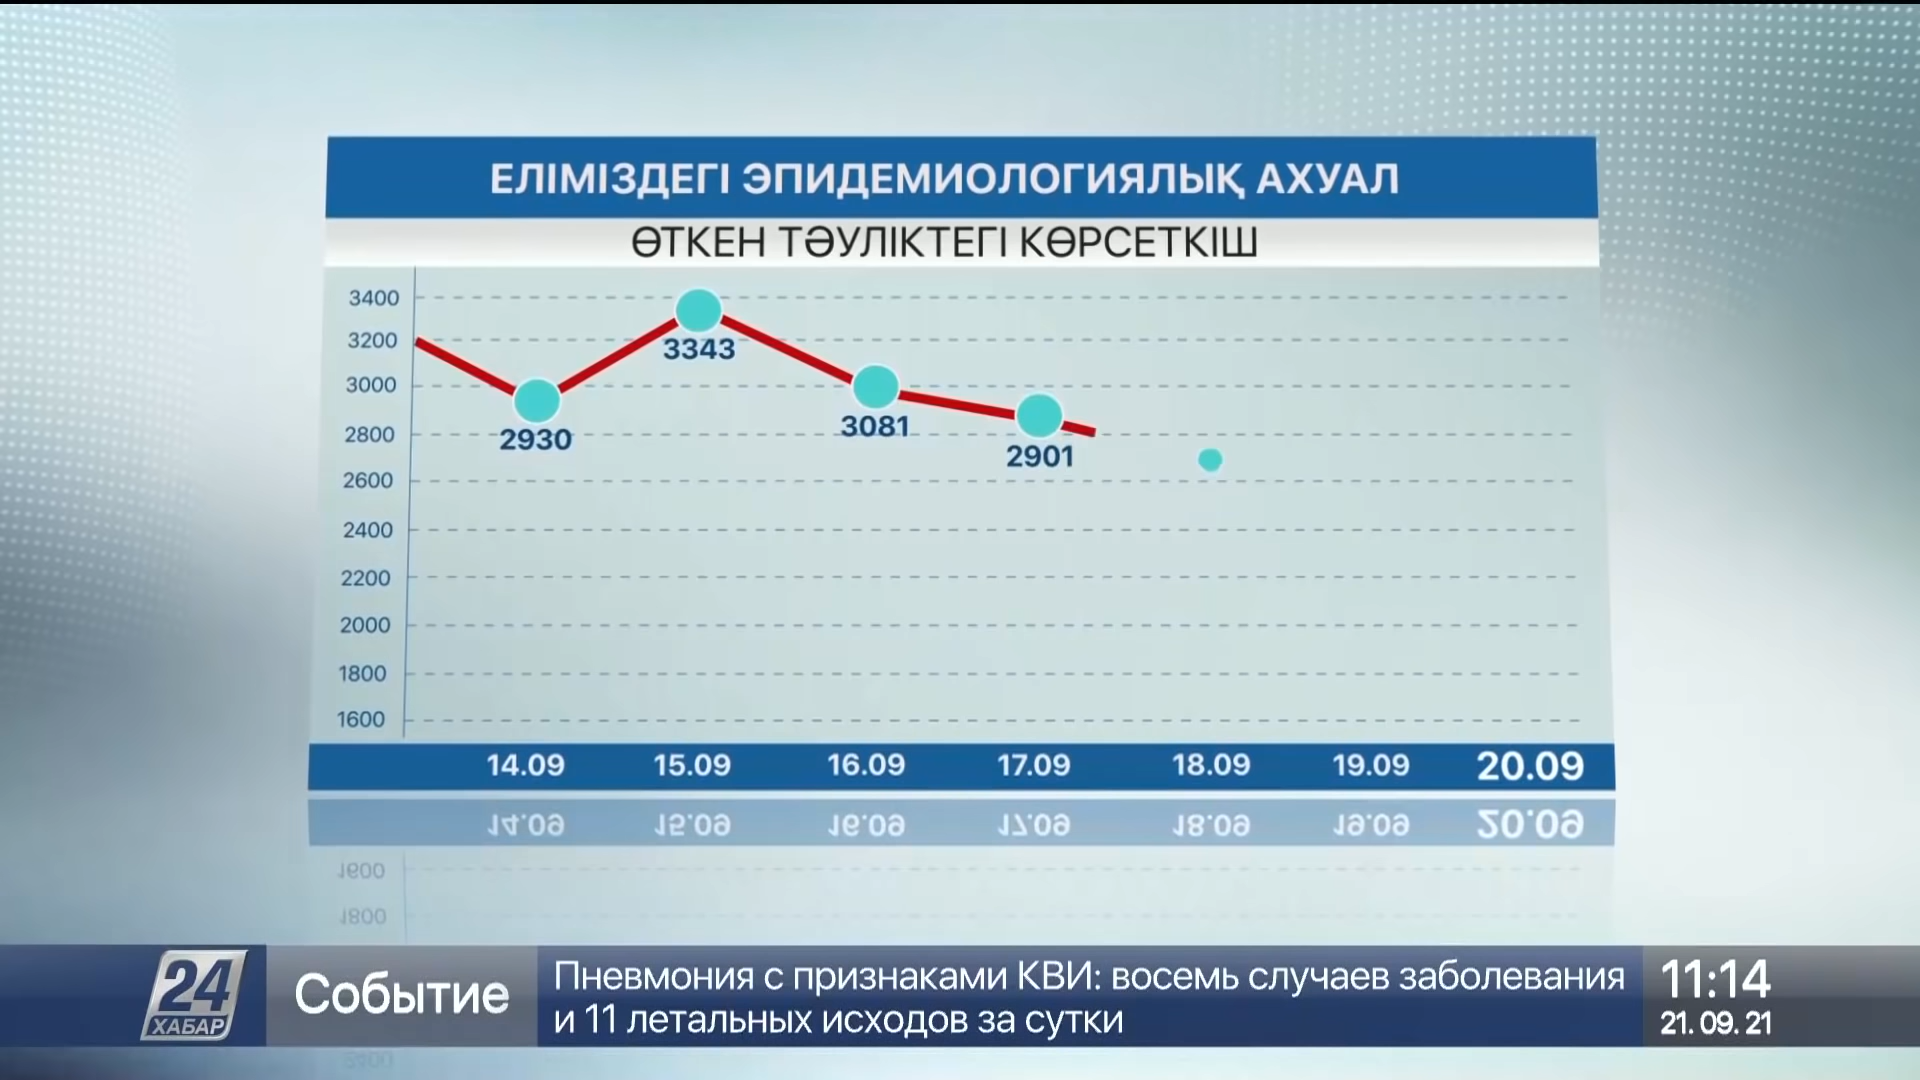 ЕЛІМІЗДЕГІ ЭПИДЕМИОЛОГИЯЛЫҚ АХУАЛ
ӨТКЕН ТӘУЛІКТЕГІ КӨРСЕТКІШ
3400
3200
3000
2800
2600
2400
2200
2000
1800
1600
2930
3343
3081
2901
14.09 15.09 16.09 17.09 18.09 19.09 20.09
24 ХАБАР
Событие
Пневмония с признаками КВИ: восемь случаев заболевания
и 11 летальных исходов за сутки
11:14
21. 09. 21